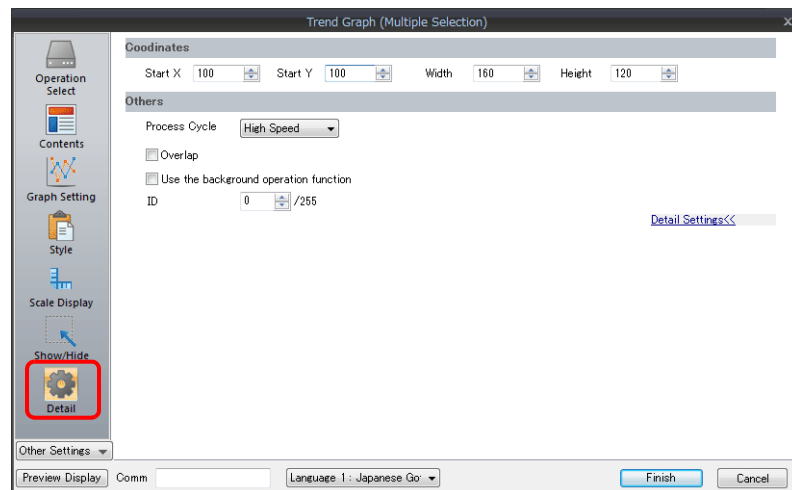 Trend Graph (Multiple Selection)
x
Operation
Select
Contents
Graph Setting
Style
Scale Display
Show/Hide
Detail
Other Settings
Coodinates
Start X 100 Start Y 100 Width 160 Height 120
Others
Process Cycle High Speed
Overlap
Use the background operation function
ID 0 /255
Detail Settings<<
Preview Display Comm Language 1 : Japanese Go Finish Cancel